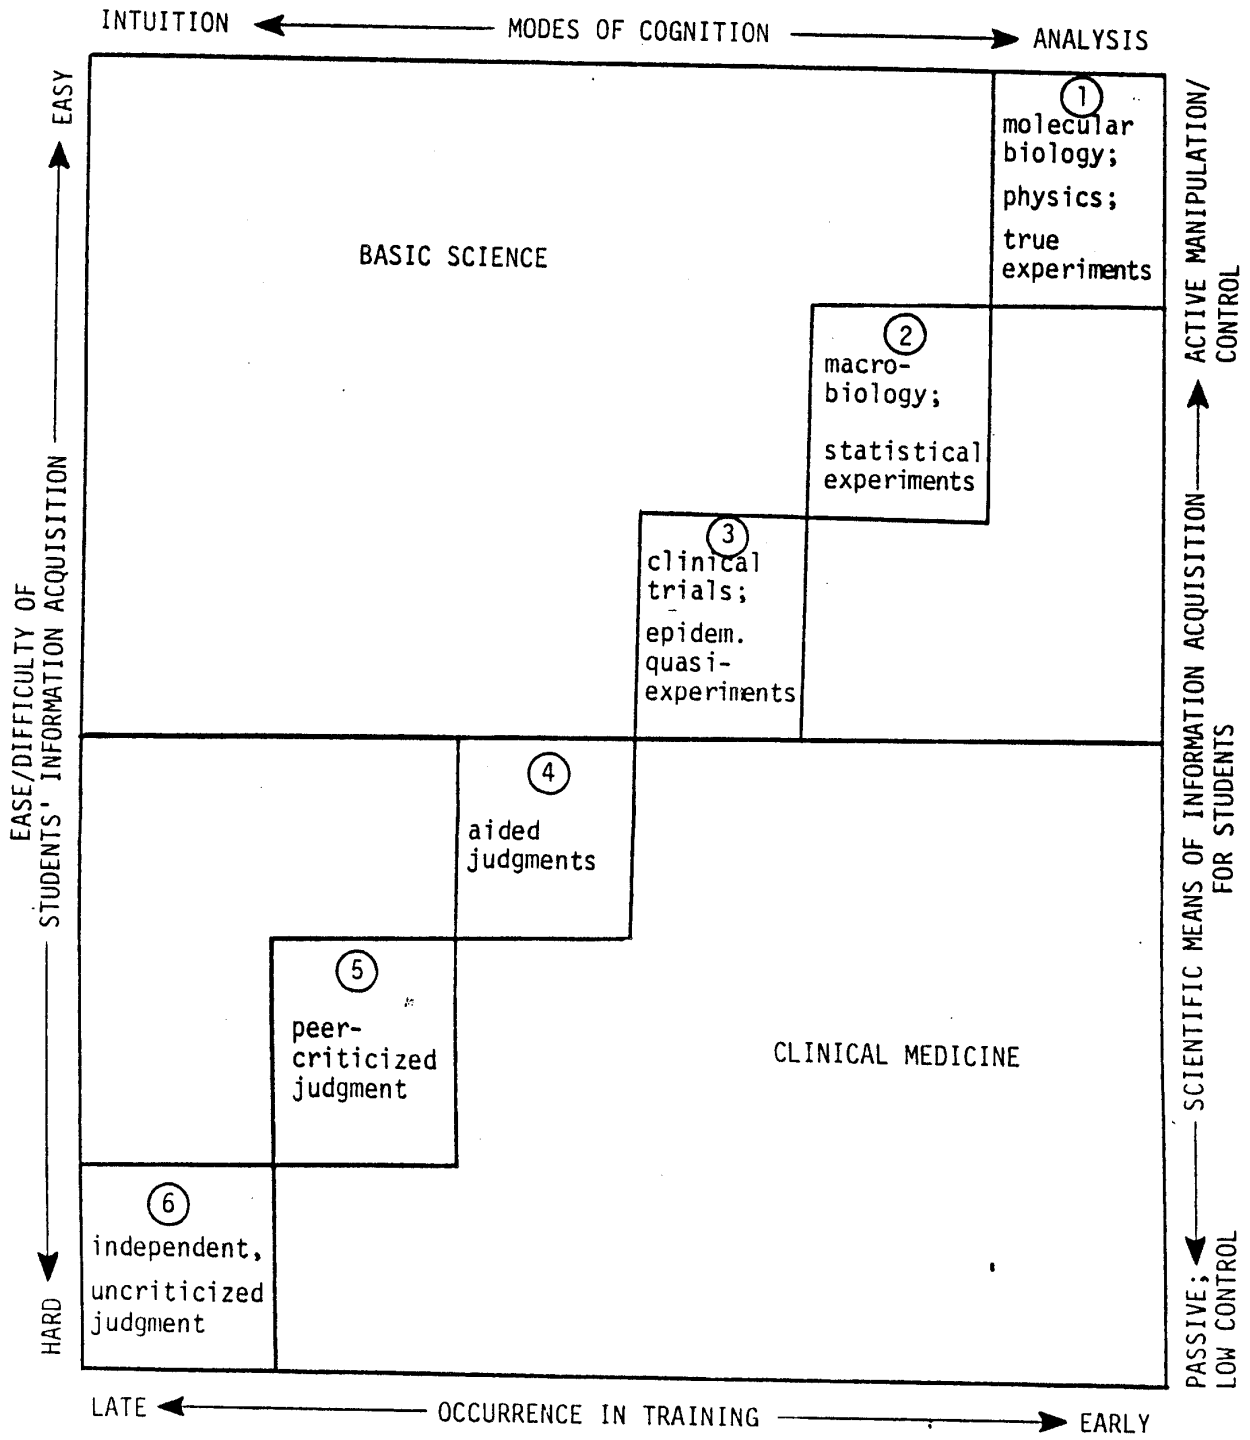 INTUITION
MODES OF COGNITION
ANALYSIS
EASY
EASE/DIFFICULTY OF
STUDENTS' INFORMATION ACQUISITION
HARD
BASIC SCIENCE
1
molecular
biology;
physics;
true
experiments
2
macro-
biology;
statistical
experiments
3
clinical
trials;
epidem.
quasi-
experiments
4
aided
judgments
5
peer-
criticized
judgment
CLINICAL MEDICINE
6
independent,
uncriticized
judgment
ACTIVE MANIPULATION/
CONTROL
SCIENTIFIC MEANS OF INFORMATION ACQUISITION
FOR STUDENTS
PASSIVE;
LOW CONTROL
LATE
OCCURRENCE IN TRAINING
EARLY